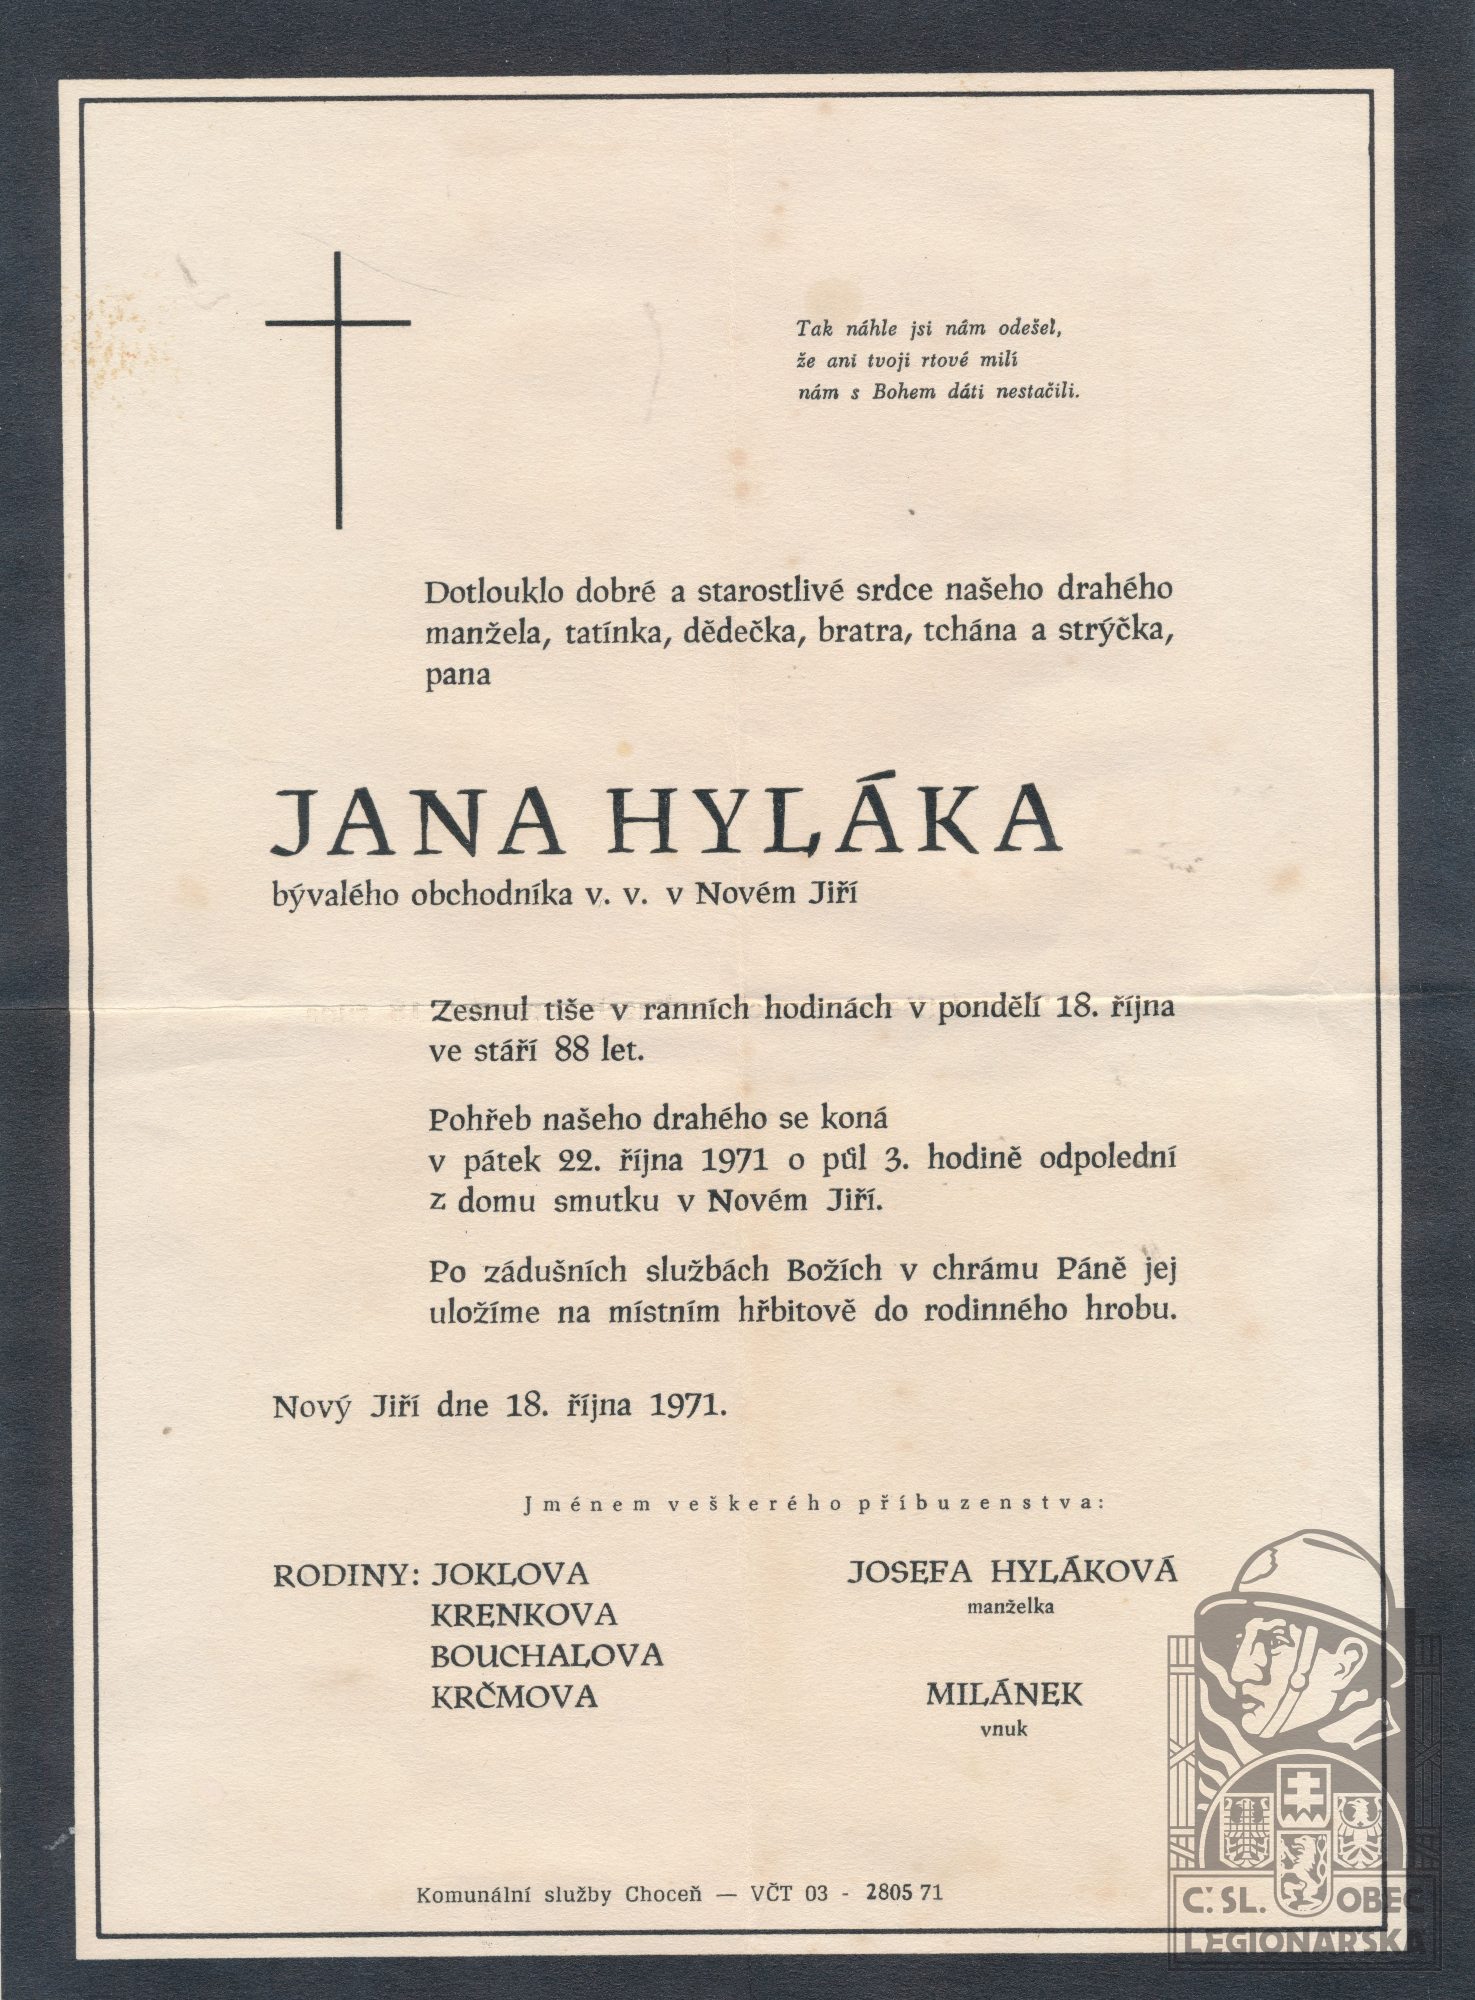 Tak náhle jsi nám odešel,
že ani tvoji rtové milí
nám s Bohem dáti nestačili.
Dotlouklo dobré a starostlivé srdce našeho drahého
manžela, tatínka, dědečka, bratra, tchána a strýčka,
pana
JANA HYLÁKA
bývalého obchodníka v. v. v Novém Jiří
Zesnul tiše v ranních hodinách v pondělí 18. října
ve stáří 88 let.
Pohřeb našeho drahého se koná
v pátek 22. října 1971 o půl 3. hodině odpolední
z domu smutku v Novém Jiří.
Po zádušních službách Božích v chrámu Páně jej
uložíme na místním hřbitově do rodinného hrobu.
Nový Jiří dne 18. října 1971.
Jménem veškerého příbuzenstva:
RODINY: JOKLOVA
KRENKOVA
BOUCHALOVA
KRČMOVA
JOSEFA HYLÁKOVÁ
manželka
MILÁNEK
vnuk
Komunální služby Choceň — VČT 03 - 2805 71
Č. SL. OBEC
LEGIONÁŘSKÁ